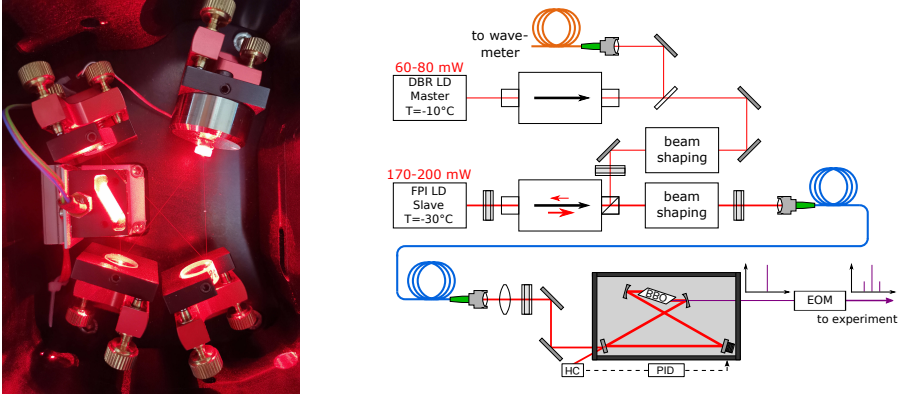 to wave-
meter
60-80 mW
DBR LD
Master
T=-10°C
beam
shaping
170-200 mW
FPI LD
Slave
T=-30°C
beam
shaping
BBO
EOM
to experiment
HC
PID